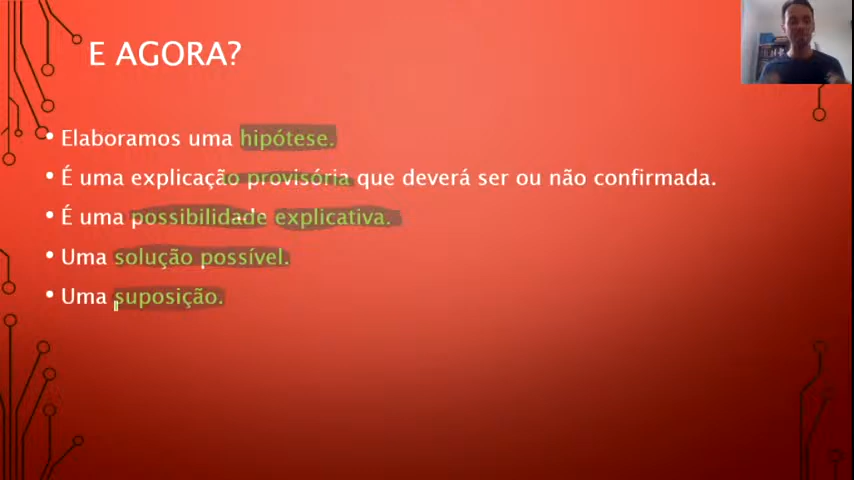 E AGORA?
• Elaboramos uma hipótese.
• É uma explicação provisória que deverá ser ou não confirmada.
• É uma possibilidade explicativa.
• Uma solução possível.
• Uma suposição.